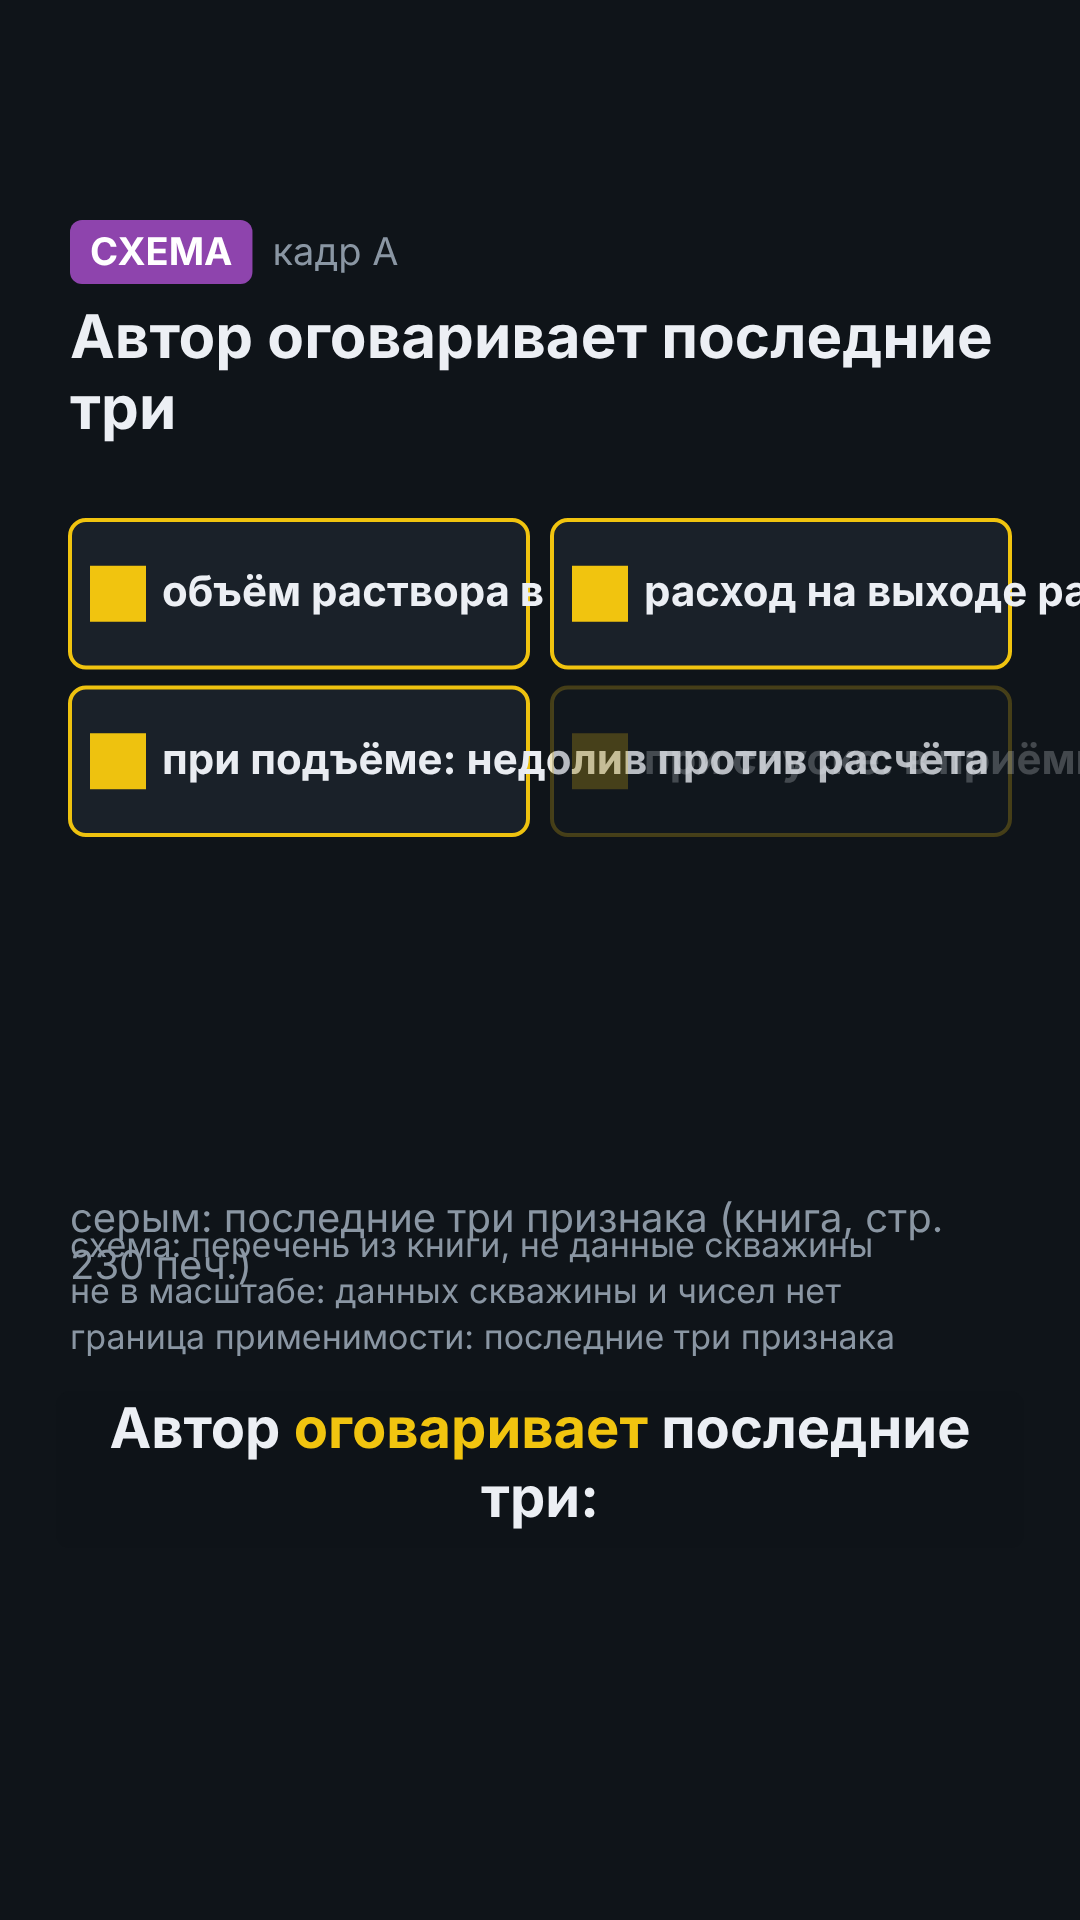 СХЕМА кадр А
Автор оговаривает последние
три
объём раствора в
расход на выходе ра
при подъёме: недолив против расчёта
серым: последние три признака (книга, стр.
230 печ.)
схема: перечень из книги, не данные скважины
не в масштабе: данных скважины и чисел нет
граница применимости: последние три признака
Автор оговаривает последние
три: